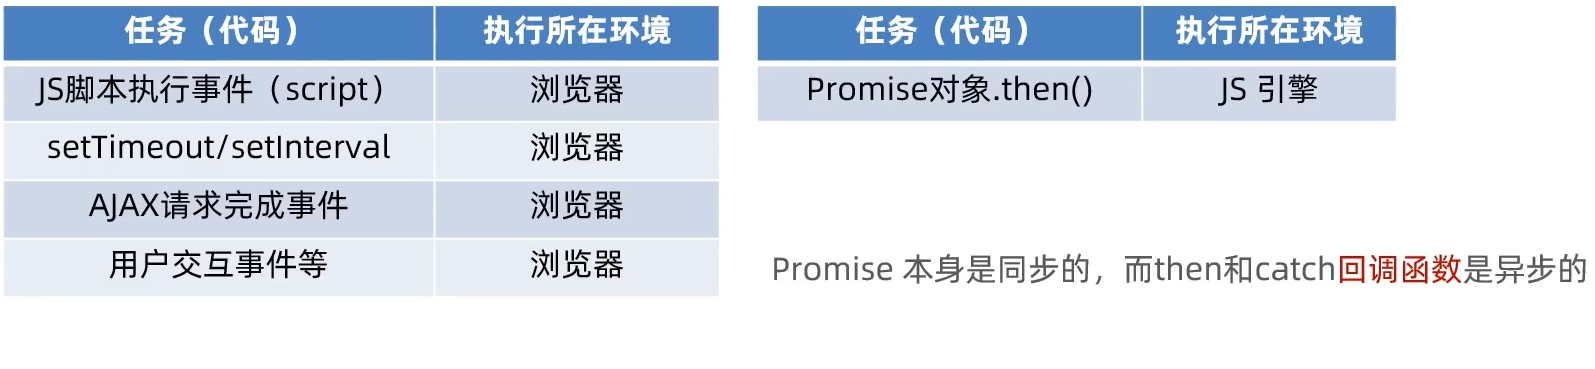 任务（代码） 执行所在环境
JS脚本执行事件（script） 浏览器
setTimeout/setInterval 浏览器
AJAX请求完成事件 浏览器
用户交互事件等 浏览器
任务（代码） 执行所在环境
Promise对象.then() JS 引擎
Promise 本身是同步的，而then和catch回调函数是异步的